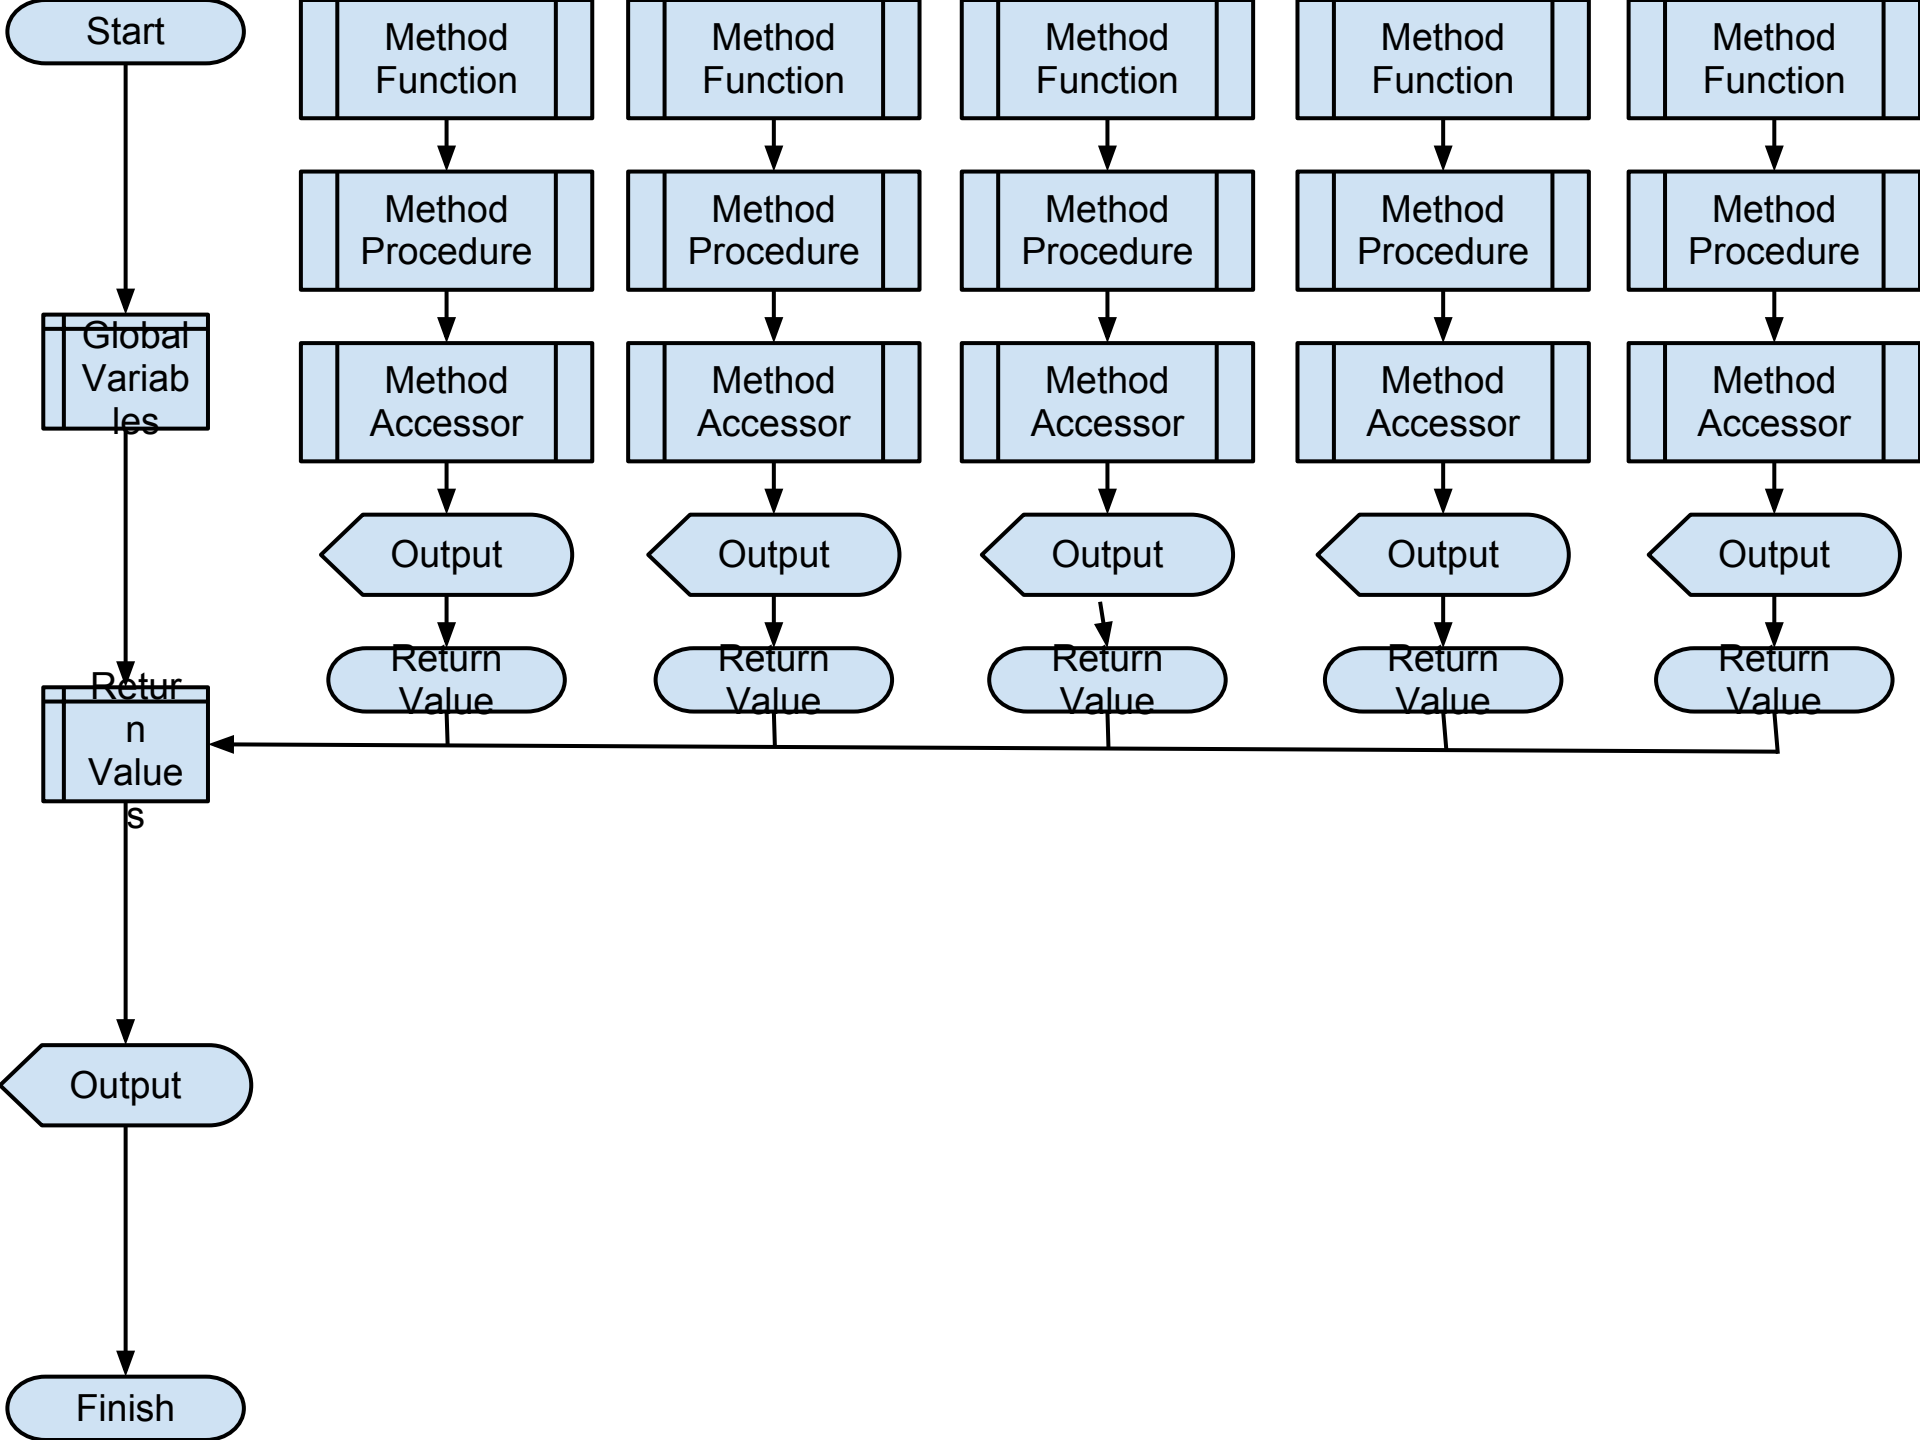 Start
Global
Variab
les
Retur
n
Value
s
Output
Finish
Method
Function
Method
Procedure
Method
Accessor
Output
Return
Value
Method
Function
Method
Procedure
Method
Accessor
Output
Return
Value
Method
Function
Method
Procedure
Method
Accessor
Output
Return
Value
Method
Function
Method
Procedure
Method
Accessor
Output
Return
Value
Method
Function
Method
Procedure
Method
Accessor
Output
Return
Value